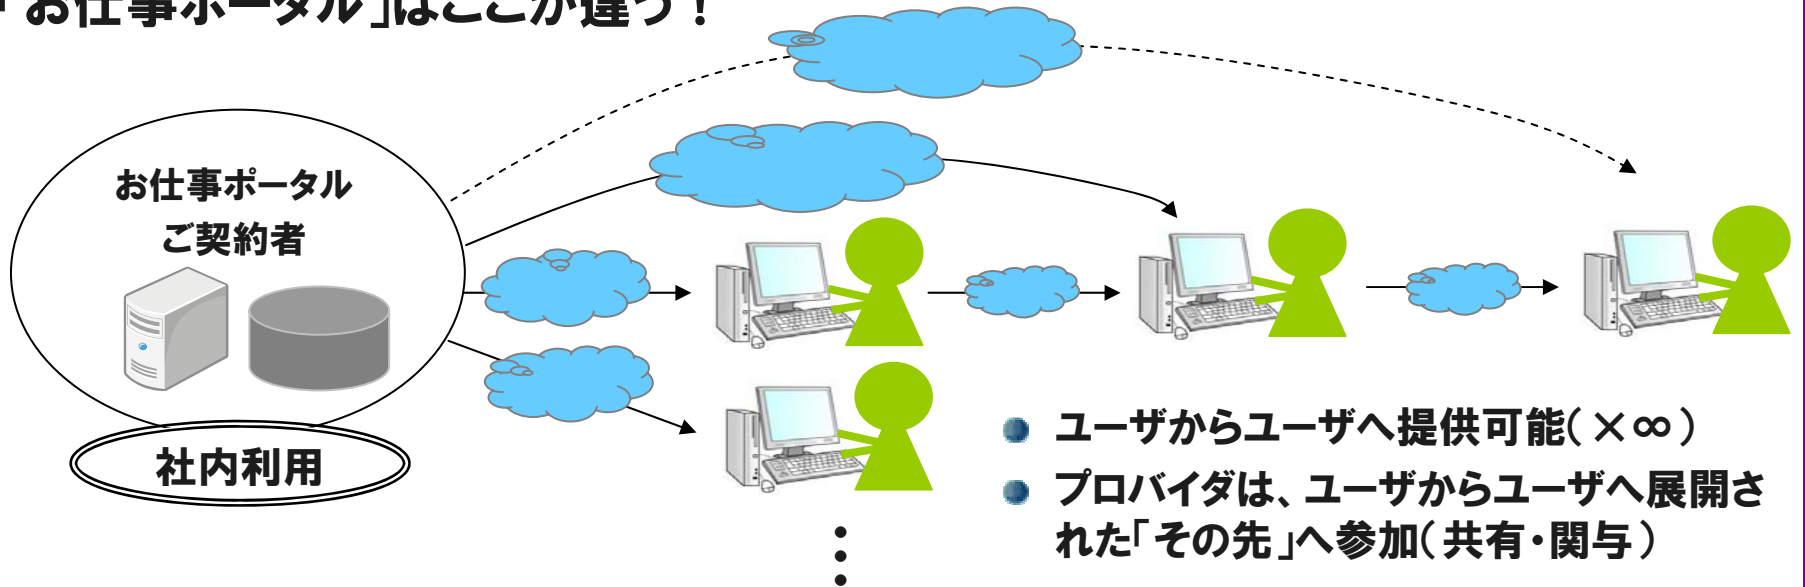 「お仕事ポータル」はここが違う！
お仕事ポータル
ご契約者
社内利用
ユーザからユーザへ提供可能（×∞）
プロバイダは、ユーザからユーザへ展開さ
れた「その先」へ参加（共有・関与）